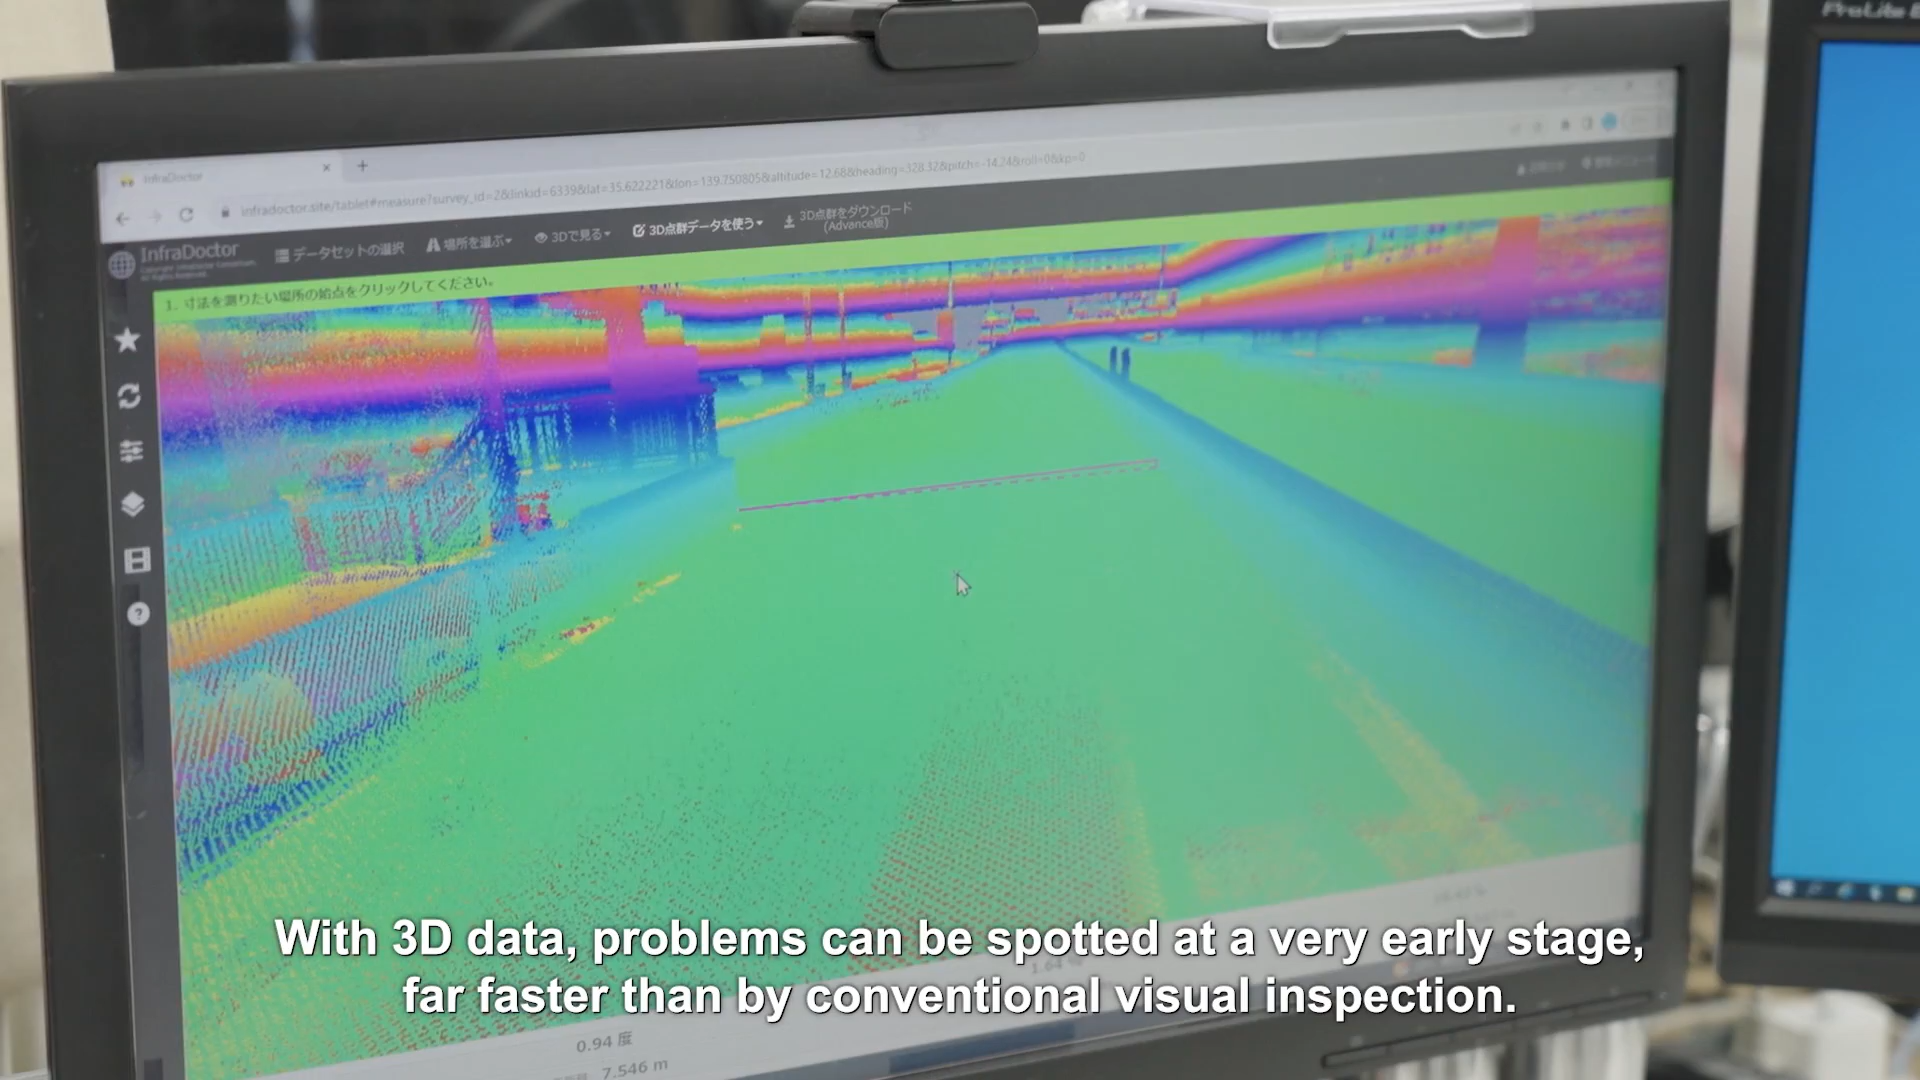 ProLite
InfraDoctor
infradoctor.site/tablet#measure?survey_id=2&linkid=6339&lat=35.622221&lon=139.750805&altitude=12.68&heading=328.32&pitch=-14.24&roll=0&kp=0
InfraDoctor
データセットの選択
場所を選ぶ
3Dで見る
3D点群データを使う
3D点群をダウンロード
(Advance版)
1. 寸法を測りたい場所の始点をクリックしてください。
With 3D data, problems can be spotted at a very early stage,
far faster than by conventional visual inspection.
0.94 度
7.546 m